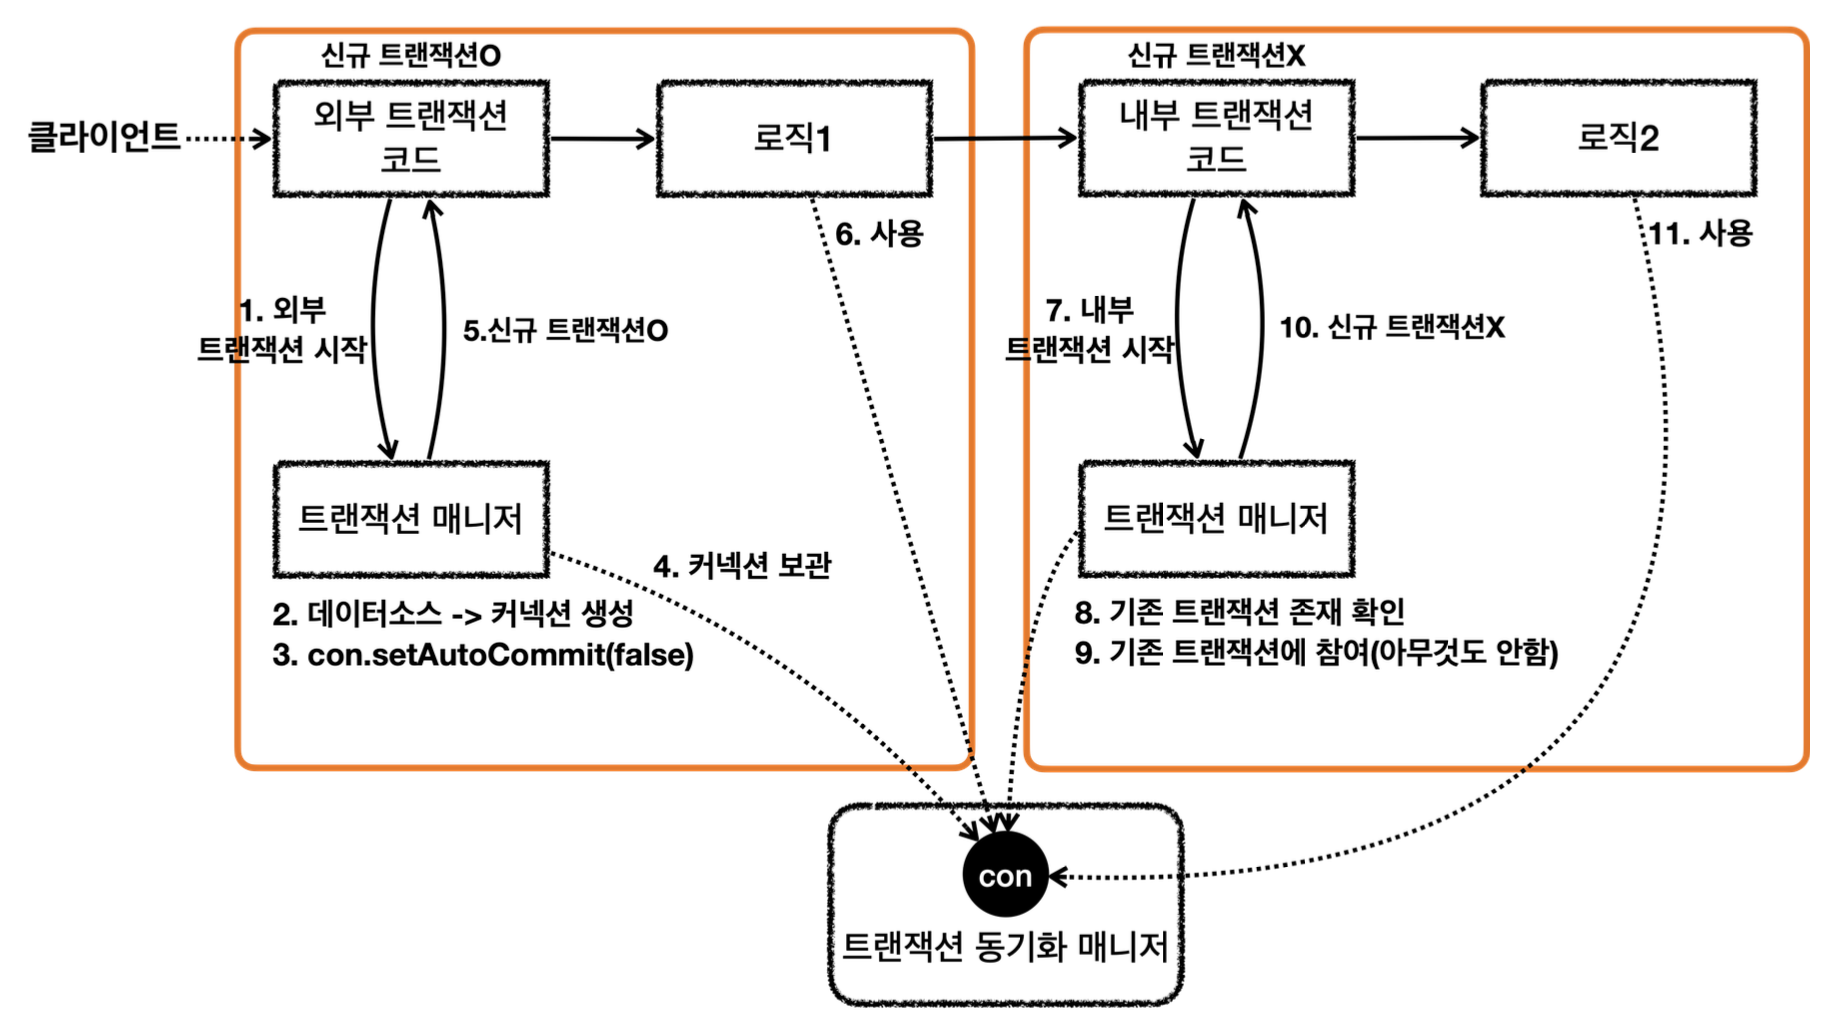 신규 트랜잭션O
신규 트랜잭션X
클라이언트
외부 트랜잭션
코드
로직1
내부 트랜잭션
코드
로직2
6. 사용
11. 사용
1. 외부
트랜잭션 시작
5.신규 트랜잭션O
7. 내부
트랜잭션 시작
10. 신규 트랜잭션X
트랜잭션 매니저
4. 커넥션 보관
트랜잭션 매니저
2. 데이터소스 -> 커넥션 생성
3. con.setAutoCommit(false)
8. 기존 트랜잭션 존재 확인
9. 기존 트랜잭션에 참여(아무것도 안함)
con
트랜잭션 동기화 매니저